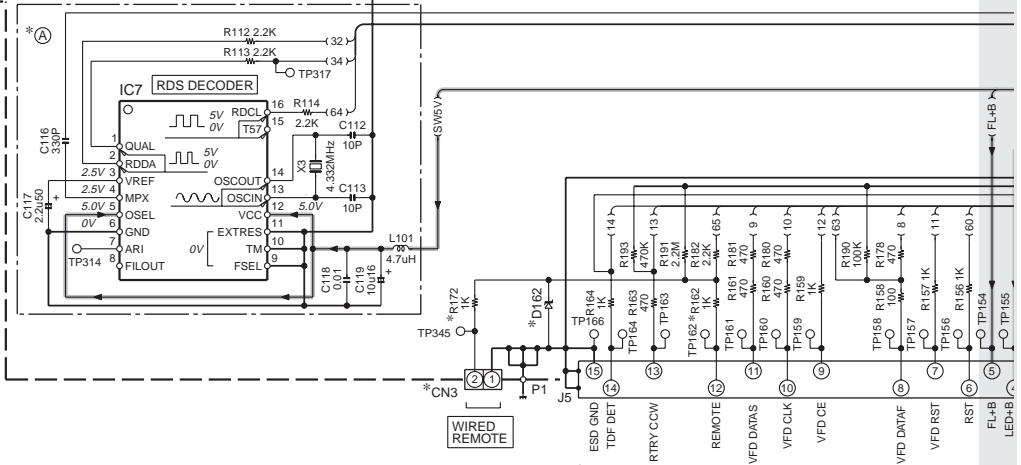 *Ⓐ
R112 2.2K
32
R113 2.2K
34
TP317
IC7
RDS DECODER
16
RDCL
R114
2.2K
64
15
T57
5V
0V
C116
330P
1
QUAL
2
RDDA
5V
0V
2.5V
3
VREF
2.5V
4
MPX
5.0V
5
OSEL
0V
6
GND
7
ARI
8
FILOUT
OSCOUT
14
13
OSCIN
12
VCC
5.0V
11
EXTRES
10
TM
9
FSEL
0V
C117
2.2u50
+
TP314
C112
10P
X3
4.332MHz
C113
10P
L101
4.7uH
C118
0.01
C119
10u16
+
SW5V
FL+B
14
13
65
9
10
12
63
8
11
60
R193
470K
R191
2.2M
R182
2.2K
R181
470
R180
470
R190
100K
R178
470
*R172
1K
*D162
R164
1K
R163
470
*R162
1K
R161
470
R160
470
R159
1K
R158
100
R157 1K
R156 1K
TP345
TP166
TP164
TP163
TP162
TP161
TP160
TP159
TP158
TP157
TP156
TP154
TP155
*CN3
2
1
P1
J5
15
14
13
12
11
10
9
8
7
6
5
4
WIRED
REMOTE
ESD GND
TDF DET
RTRY CCW
REMOTE
VFD DATAS
VFD CLK
VFD CE
VFD DATAF
VFD RST
RST
FL+B
LED+B